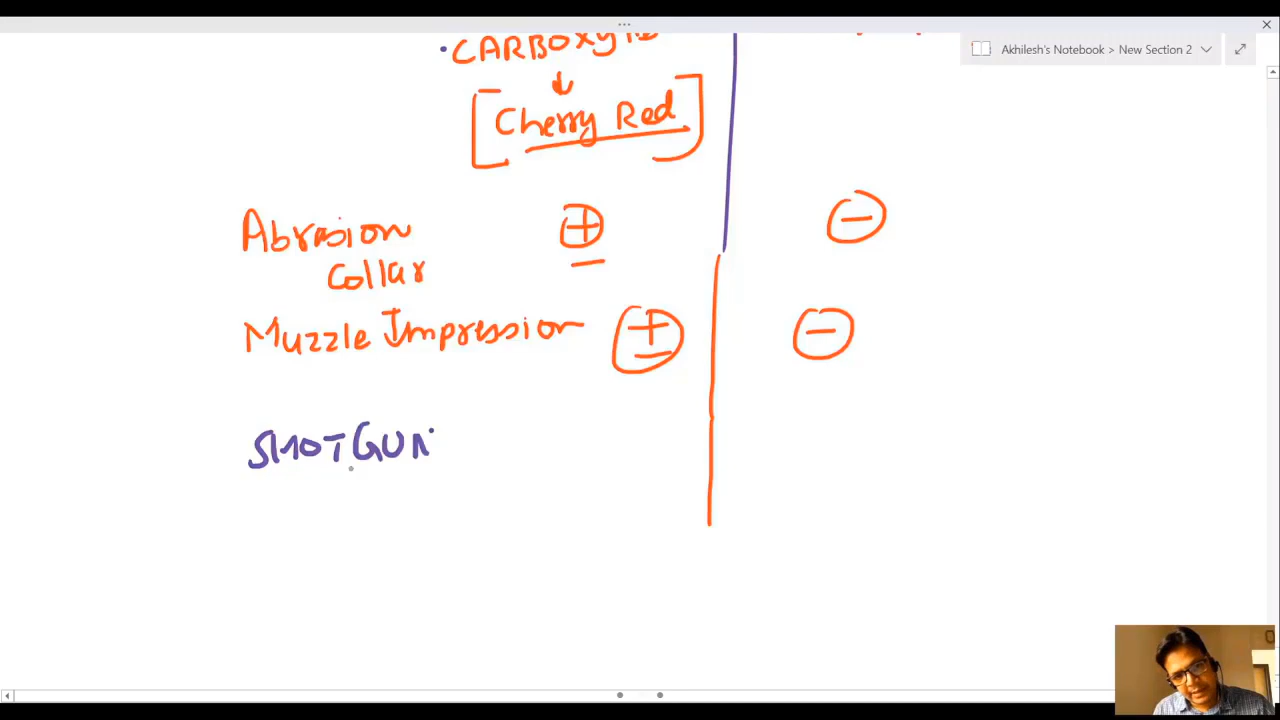 Akhilesh's Notebook > New Section 2
Cherry Red
Abrasion +
Collar
Muzzle Impression + −
SHOTGUN